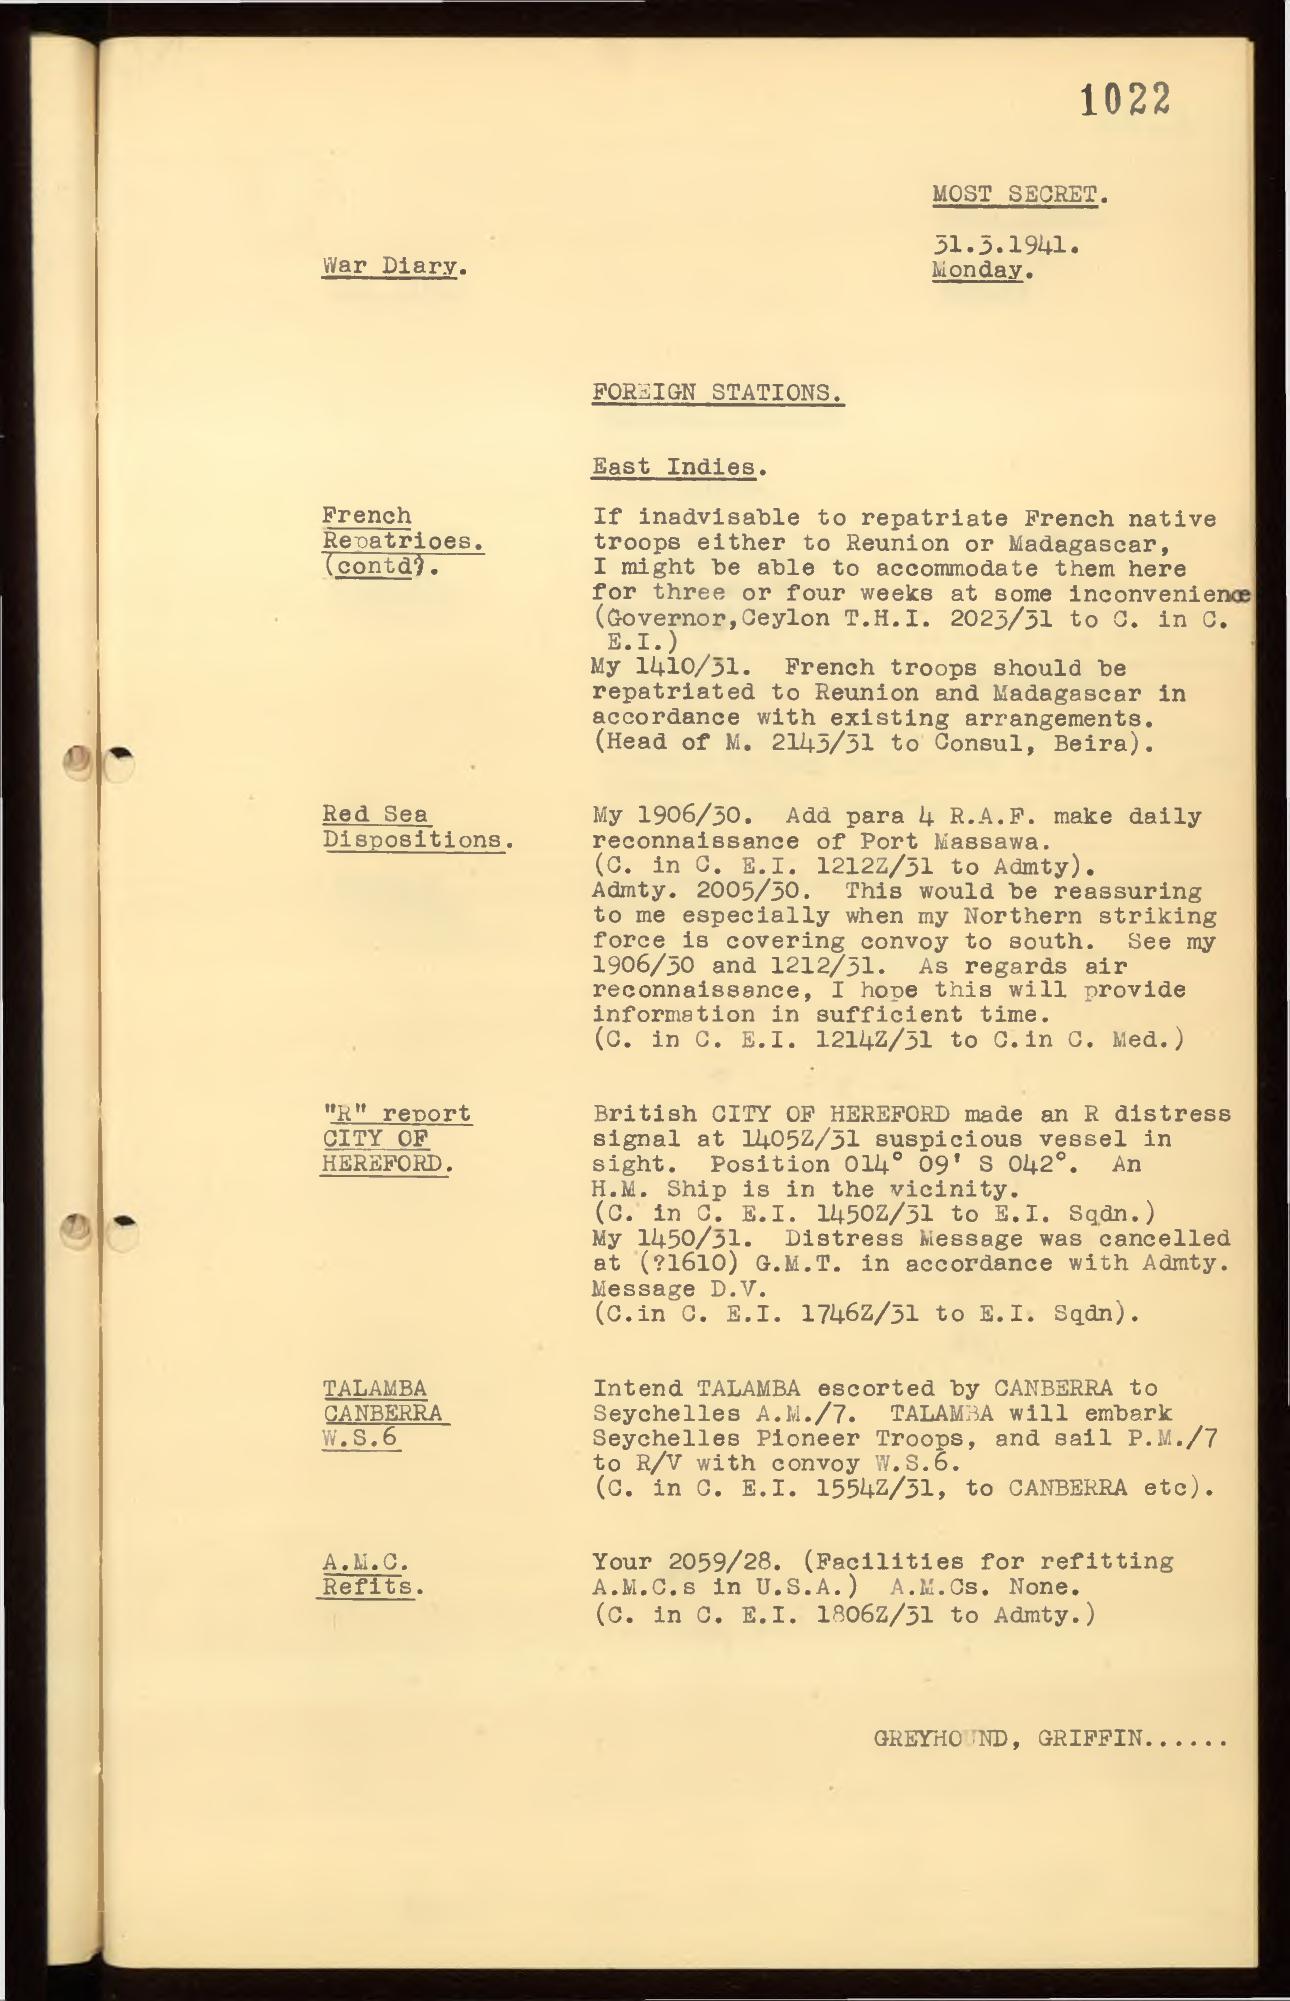 1022
MOST SECRET.
31.3.1941.
War Diary.
Monday.
FOREIGN STATIONS.
East Indies.
French
Repatrioes.
(contd).
If inadvisable to repatriate French native
troops either to Reunion or Madagascar,
I might be able to accommodate them here
for three or four weeks at some inconvenience
(Governor,Ceylon T.H.I. 2023/31 to C. in C.
E.I.)
My 1410/31. French troops should be
repatriated to Reunion and Madagascar in
accordance with existing arrangements.
(Head of M. 2143/31 to Consul, Beira).
Red Sea
Dispositions.
My 1906/30. Add para 4 R.A.F. make daily
reconnaissance of Port Massawa.
(C. in C. E.I. 1212Z/31 to Admty).
Admty. 2005/30. This would be reassuring
to me especially when my Northern striking
force is covering convoy to south. See my
1906/30 and 1212/31. As regards air
reconnaissance, I hope this will provide
information in sufficient time.
(C. in C. E.I. 1214Z/31 to C.in C. Med.)
"R" report
CITY OF
HEREFORD.
British CITY OF HEREFORD made an R distress
signal at 1405Z/31 suspicious vessel in
sight. Position 014° 09' S 042°. An
H.M. Ship is in the vicinity.
(C. in C. E.I. 1450Z/31 to E.I. Sqdn.)
My 1450/31. Distress Message was cancelled
at (?1610) G.M.T. in accordance with Admty.
Message D.V.
(C.in C. E.I. 1746Z/31 to E.I. Sqdn).
TALAMBA
CANBERRA
W.S.6
Intend TALAMBA escorted by CANBERRA to
Seychelles A.M./7. TALAMBA will embark
Seychelles Pioneer Troops, and sail P.M./7
to R/V with convoy W.S.6.
(C. in C. E.I. 1554Z/31, to CANBERRA etc).
A.M.C.
Refits.
Your 2059/28. (Facilities for refitting
A.M.C.s in U.S.A.) A.M.Cs. None.
(C. in C. E.I. 1806Z/31 to Admty.)
GREYHOUND, GRIFFIN......